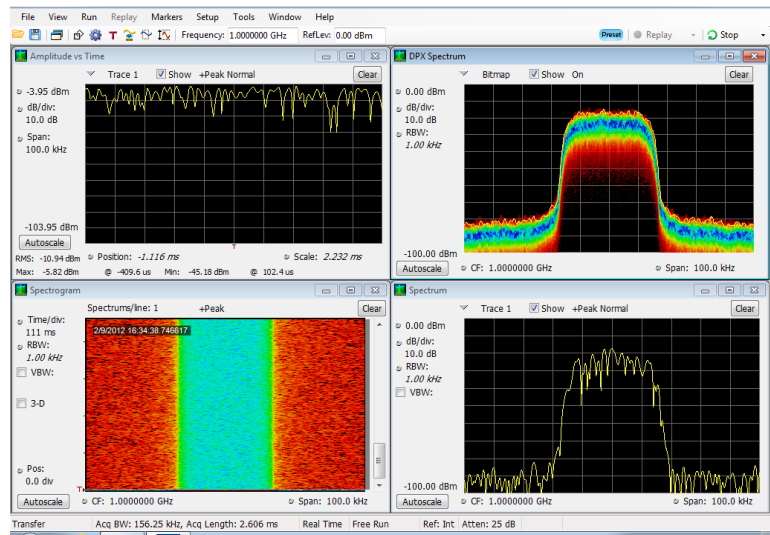 File View Run Replay Markers Setup Tools Window Help
T Frequency: 1.0000000 GHz RefLev: 0.00 dBm Preset Replay Stop
Amplitude vs Time
Trace 1 Show +Peak Normal Clear
-3.95 dBm
dB/div:
10.0 dB
Span:
100.0 kHz
-103.95 dBm
Autoscale
T
Position: -1.116 ms Scale: 2.232 ms
RMS: -10.94 dBm
Max: -5.82 dBm @ -409.6 us Min: -45.18 dBm @ 102.4 us
DPX Spectrum
Bitmap Show On Clear
0.00 dBm
dB/div:
10.0 dB
RBW:
1.00 kHz
-100.00 dBm
Autoscale CF: 1.0000000 GHz Span: 100.0 kHz
Spectrogram
Spectrums/line: 1 +Peak Clear
2/9/2012 16:34:38.746617
Time/div:
111 ms
RBW:
1.00 kHz
VBW:
3-D
Pos:
0.0 div
T
Autoscale CF: 1.0000000 GHz Span: 100.0 kHz
Spectrum
Trace 1 Show +Peak Normal Clear
0.00 dBm
dB/div:
10.0 dB
RBW:
1.00 kHz
VBW:
-100.00 dBm
Autoscale CF: 1.0000000 GHz Span: 100.0 kHz
Transfer Acq BW: 156.25 kHz, Acq Length: 2.606 ms Real Time Free Run Ref: Int Atten: 25 dB